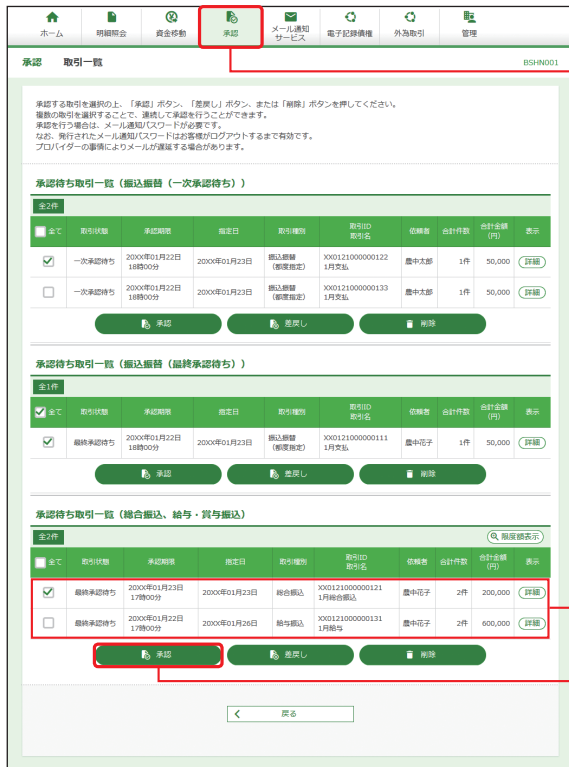 ホーム 明細照会 資金移動 承認 メール通知サービス 電子記録債権 外為取引 管理
承認 取引一覧 BSHN001
承認する取引を選択の上、「承認」ボタン、「差戻し」ボタン、または「削除」ボタンを押してください。
複数の取引を選択することで、連続して承認を行うことができます。
承認を行う場合は、メール通知パスワードが必要です。
なお、発行されたメール通知パスワードはお客様がログアウトするまで有効です。
プロバイダーの事情によりメールが遅延する場合があります。
承認待ち取引一覧（振込振替（一次承認待ち））
全2件
全て 取引状態 承認期限 指定日 取引種別 取引ID 取引名 依頼者 合計件数 合計金額（円） 表示
一次承認待ち 20XX年01月22日 18時00分 20XX年01月23日 振込振替（都度指定） XX0121000000122 1月支払 農中太郎 1件 50,000 詳細
一次承認待ち 20XX年01月22日 18時00分 20XX年01月23日 振込振替（都度指定） XX0121000000133 1月支払 農中太郎 1件 50,000 詳細
承認 差戻し 削除
承認待ち取引一覧（振込振替（最終承認待ち））
全1件
全て 取引状態 承認期限 指定日 取引種別 取引ID 取引名 依頼者 合計件数 合計金額（円） 表示
最終承認待ち 20XX年01月22日 18時00分 20XX年01月23日 振込振替（都度指定） XX0121000000111 1月支払 農中花子 1件 50,000 詳細
承認 差戻し 削除
承認待ち取引一覧（総合振込、給与・賞与振込）
全2件 限度額表示
全て 取引状態 承認期限 指定日 取引種別 取引ID 取引名 依頼者 合計件数 合計金額（円） 表示
最終承認待ち 20XX年01月23日 17時00分 20XX年01月23日 総合振込 XX0121000000121 1月総合振込 農中花子 2件 200,000 詳細
最終承認待ち 20XX年01月22日 17時00分 20XX年01月26日 給与振込 XX0121000000131 1月給与 農中花子 2件 600,000 詳細
承認 差戻し 削除
戻る